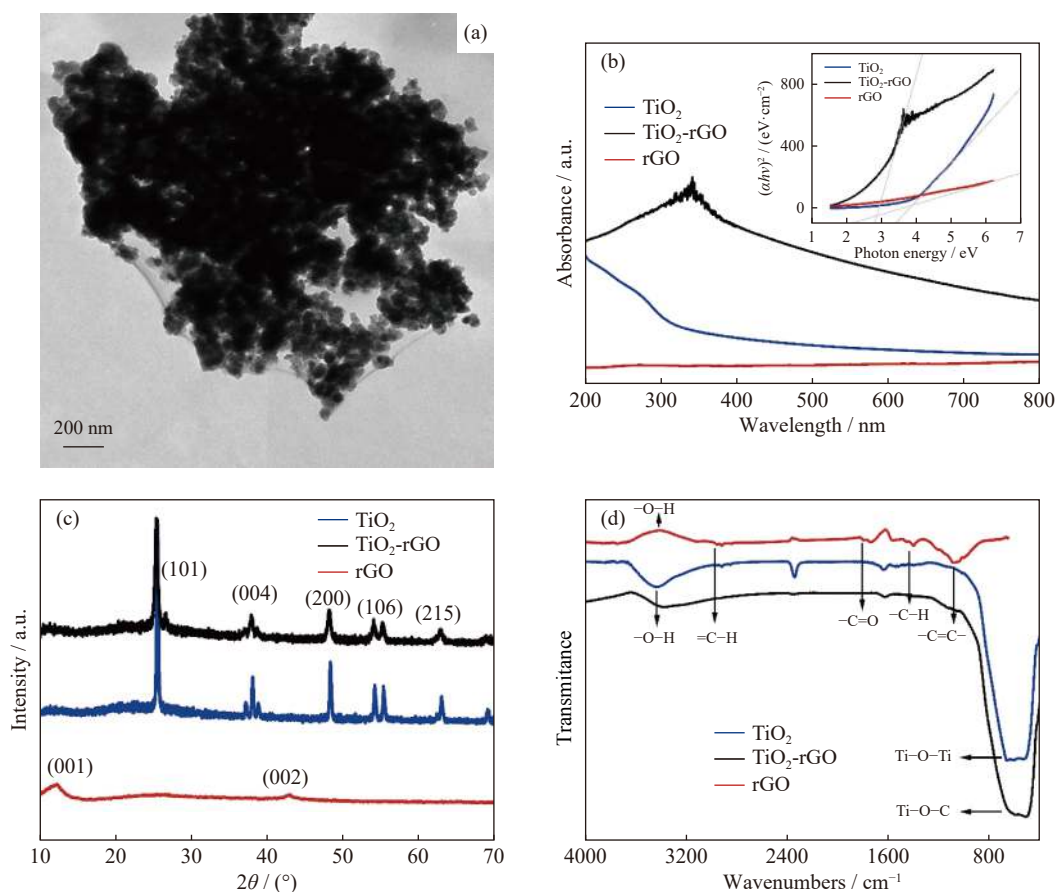 (a)
200 nm
(b)
TiO₂
TiO₂-rGO
rGO
Absorbance / a.u.
200 300 400 500 600 700 800
Wavelength / nm
TiO₂
TiO₂-rGO
rGO
(αhν)² / (eV·cm⁻²)
800
400
0
1 2 3 4 5 6 7
Photon energy / eV
(c)
TiO₂
TiO₂-rGO
rGO
(101)
(004)
(200)
(106)
(215)
(001)
(002)
Intensity / a.u.
10 20 30 40 50 60 70
2θ / (°)
(d)
−O−H
−O−H
=C−H
−C=O
−C−H
−C=C−
TiO₂
TiO₂-rGO
rGO
Ti−O−Ti
Ti−O−C
Transmitance
4000 3200 2400 1600 800
Wavenumbers / cm⁻¹